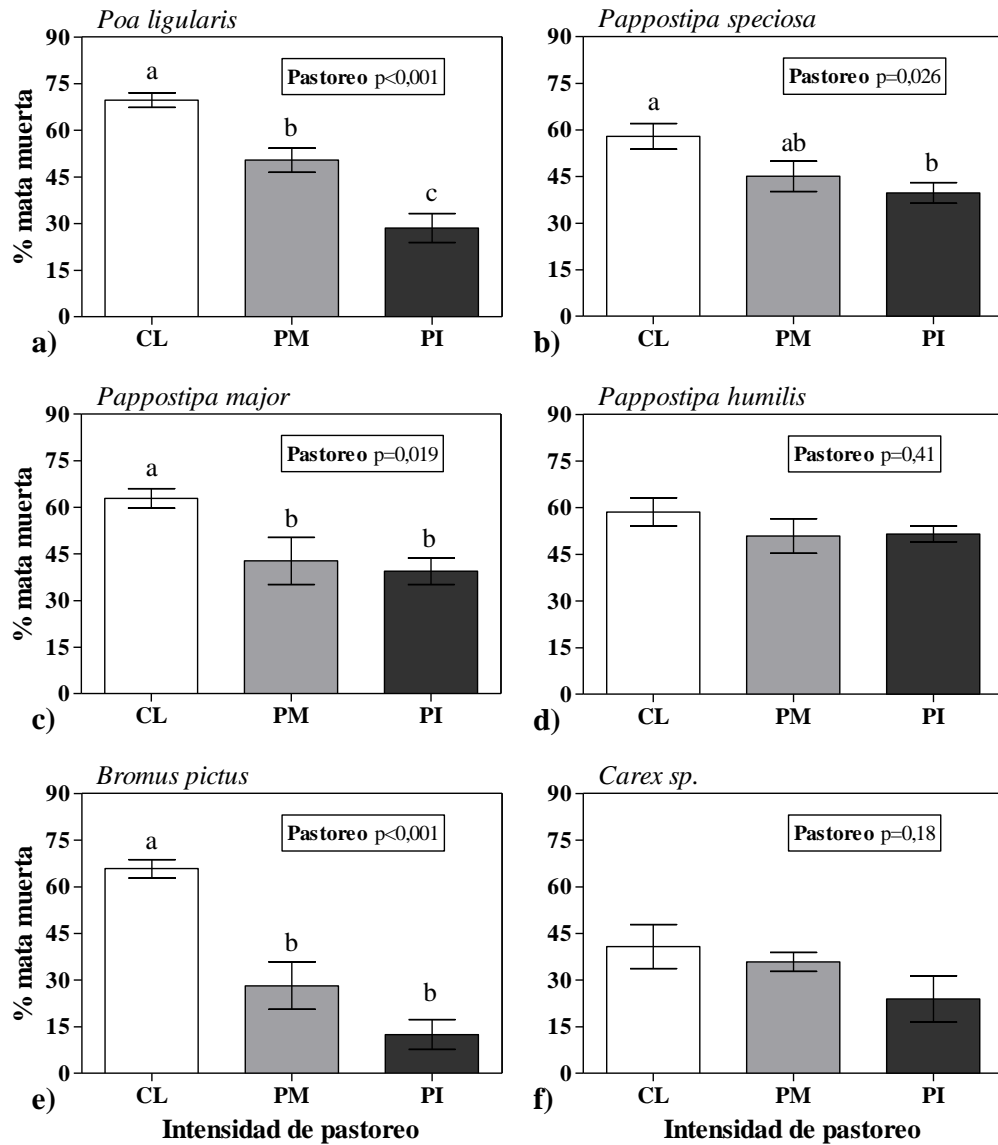 Poa ligularis
90
75
60
45
30
15
0
% mata muerta
Pastoreo p<0,001
a
b
c
CL PM PI
a)
Pappostipa speciosa
90
75
60
45
30
15
0
Pastoreo p=0,026
a
ab
b
CL PM PI
b)
Pappostipa major
90
75
60
45
30
15
0
% mata muerta
Pastoreo p=0,019
a
b
b
CL PM PI
c)
Pappostipa humilis
90
75
60
45
30
15
0
Pastoreo p=0,41
CL PM PI
d)
Bromus pictus
90
75
60
45
30
15
0
% mata muerta
Pastoreo p<0,001
a
b
b
CL PM PI
e)
Intensidad de pastoreo
Carex sp.
90
75
60
45
30
15
0
Pastoreo p=0,18
CL PM PI
f)
Intensidad de pastoreo